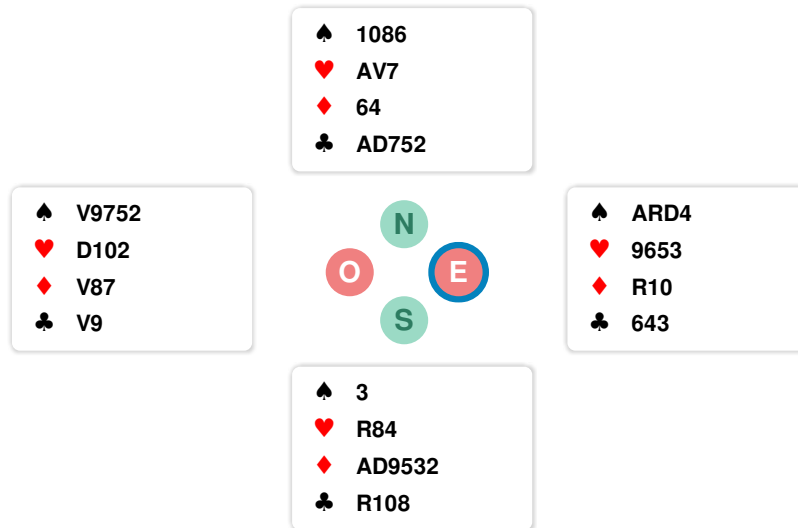 ♠ 1086
♥ AV7
♦ 64
♣ AD752
♠ V9752
♥ D102
♦ V87
♣ V9
N
O E
S
♠ ARD4
♥ 9653
♦ R10
♣ 643
♠ 3
♥ R84
♦ AD9532
♣ R108